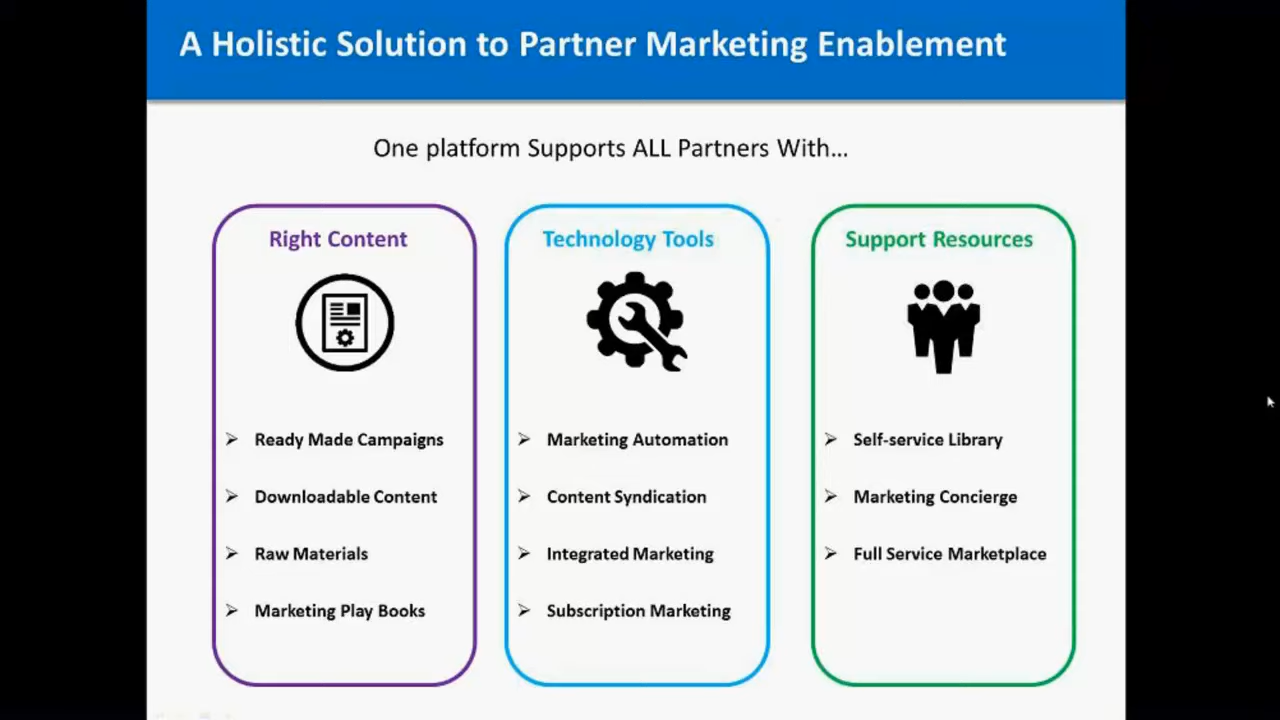 A Holistic Solution to Partner Marketing Enablement
One platform Supports ALL Partners With...
Right Content
Ready Made Campaigns
Downloadable Content
Raw Materials
Marketing Play Books
Technology Tools
Marketing Automation
Content Syndication
Integrated Marketing
Subscription Marketing
Support Resources
Self-service Library
Marketing Concierge
Full Service Marketplace